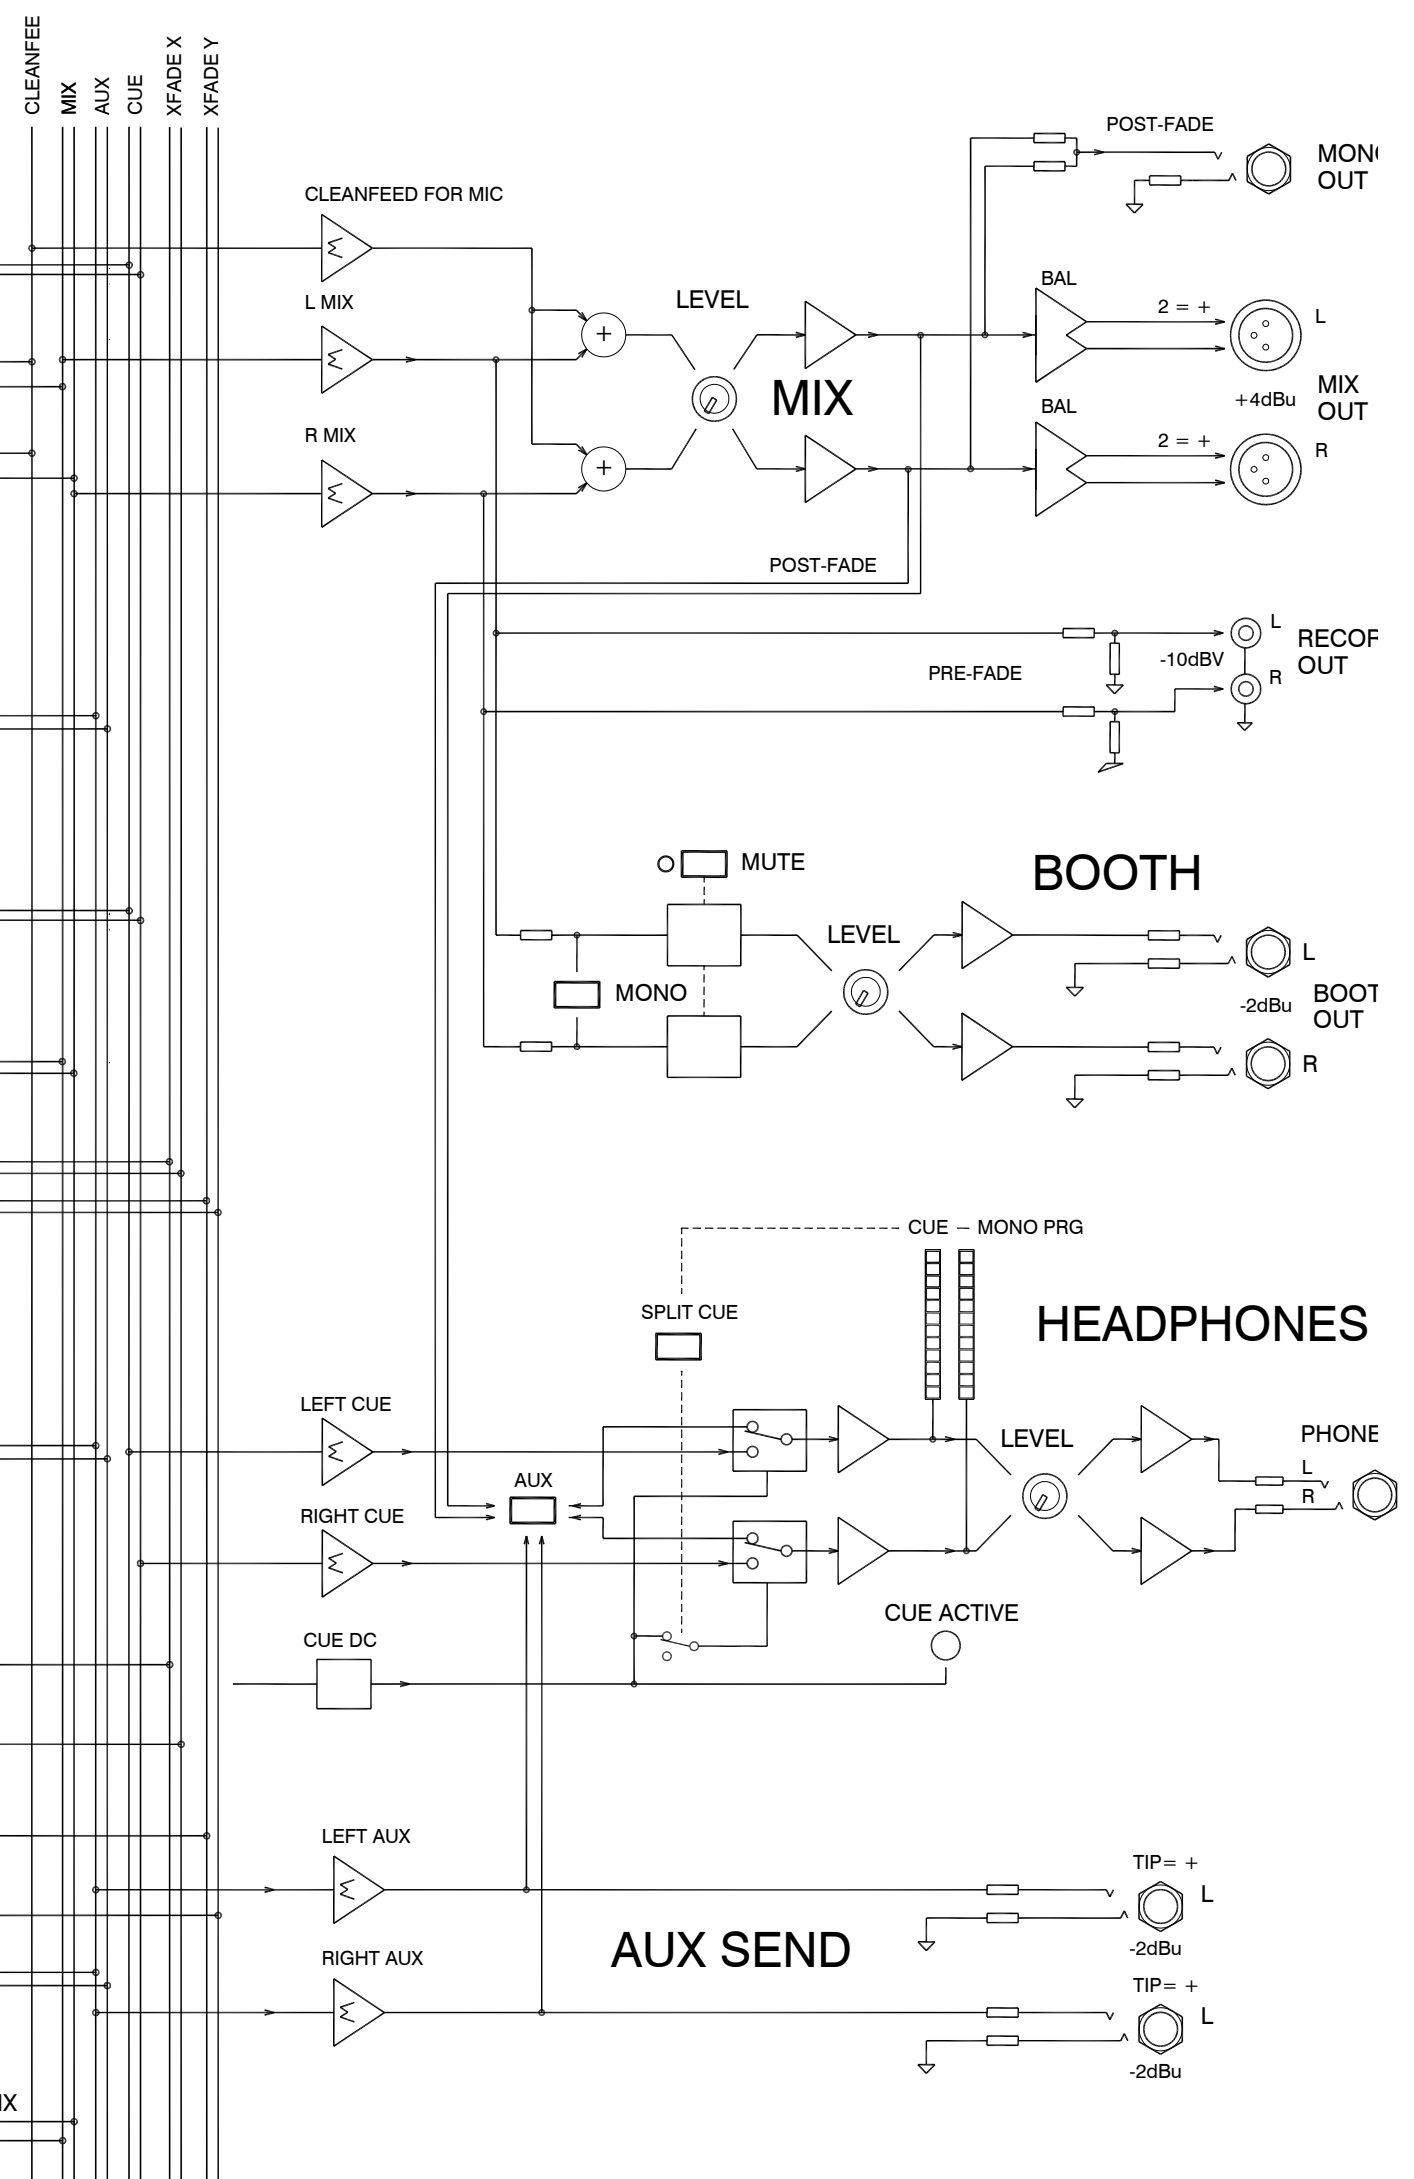 CLEANFEE
MIX
AUX
CUE
XFADE X
XFADE Y
POST-FADE
MON
OUT
CLEANFEED FOR MIC
L MIX
LEVEL
BAL
2 = +
L
MIX
+4dBu
MIX
OUT
BAL
R MIX
2 = +
R
POST-FADE
L
RECOR
OUT
-10dBV
PRE-FADE
R
MUTE
BOOTH
LEVEL
L
MONO
-2dBu
BOOT
OUT
R
CUE – MONO PRG
SPLIT CUE
HEADPHONES
LEFT CUE
LEVEL
PHONE
L
AUX
R
RIGHT CUE
CUE ACTIVE
CUE DC
LEFT AUX
TIP= +
L
AUX SEND
-2dBu
RIGHT AUX
TIP= +
L
-2dBu
IX